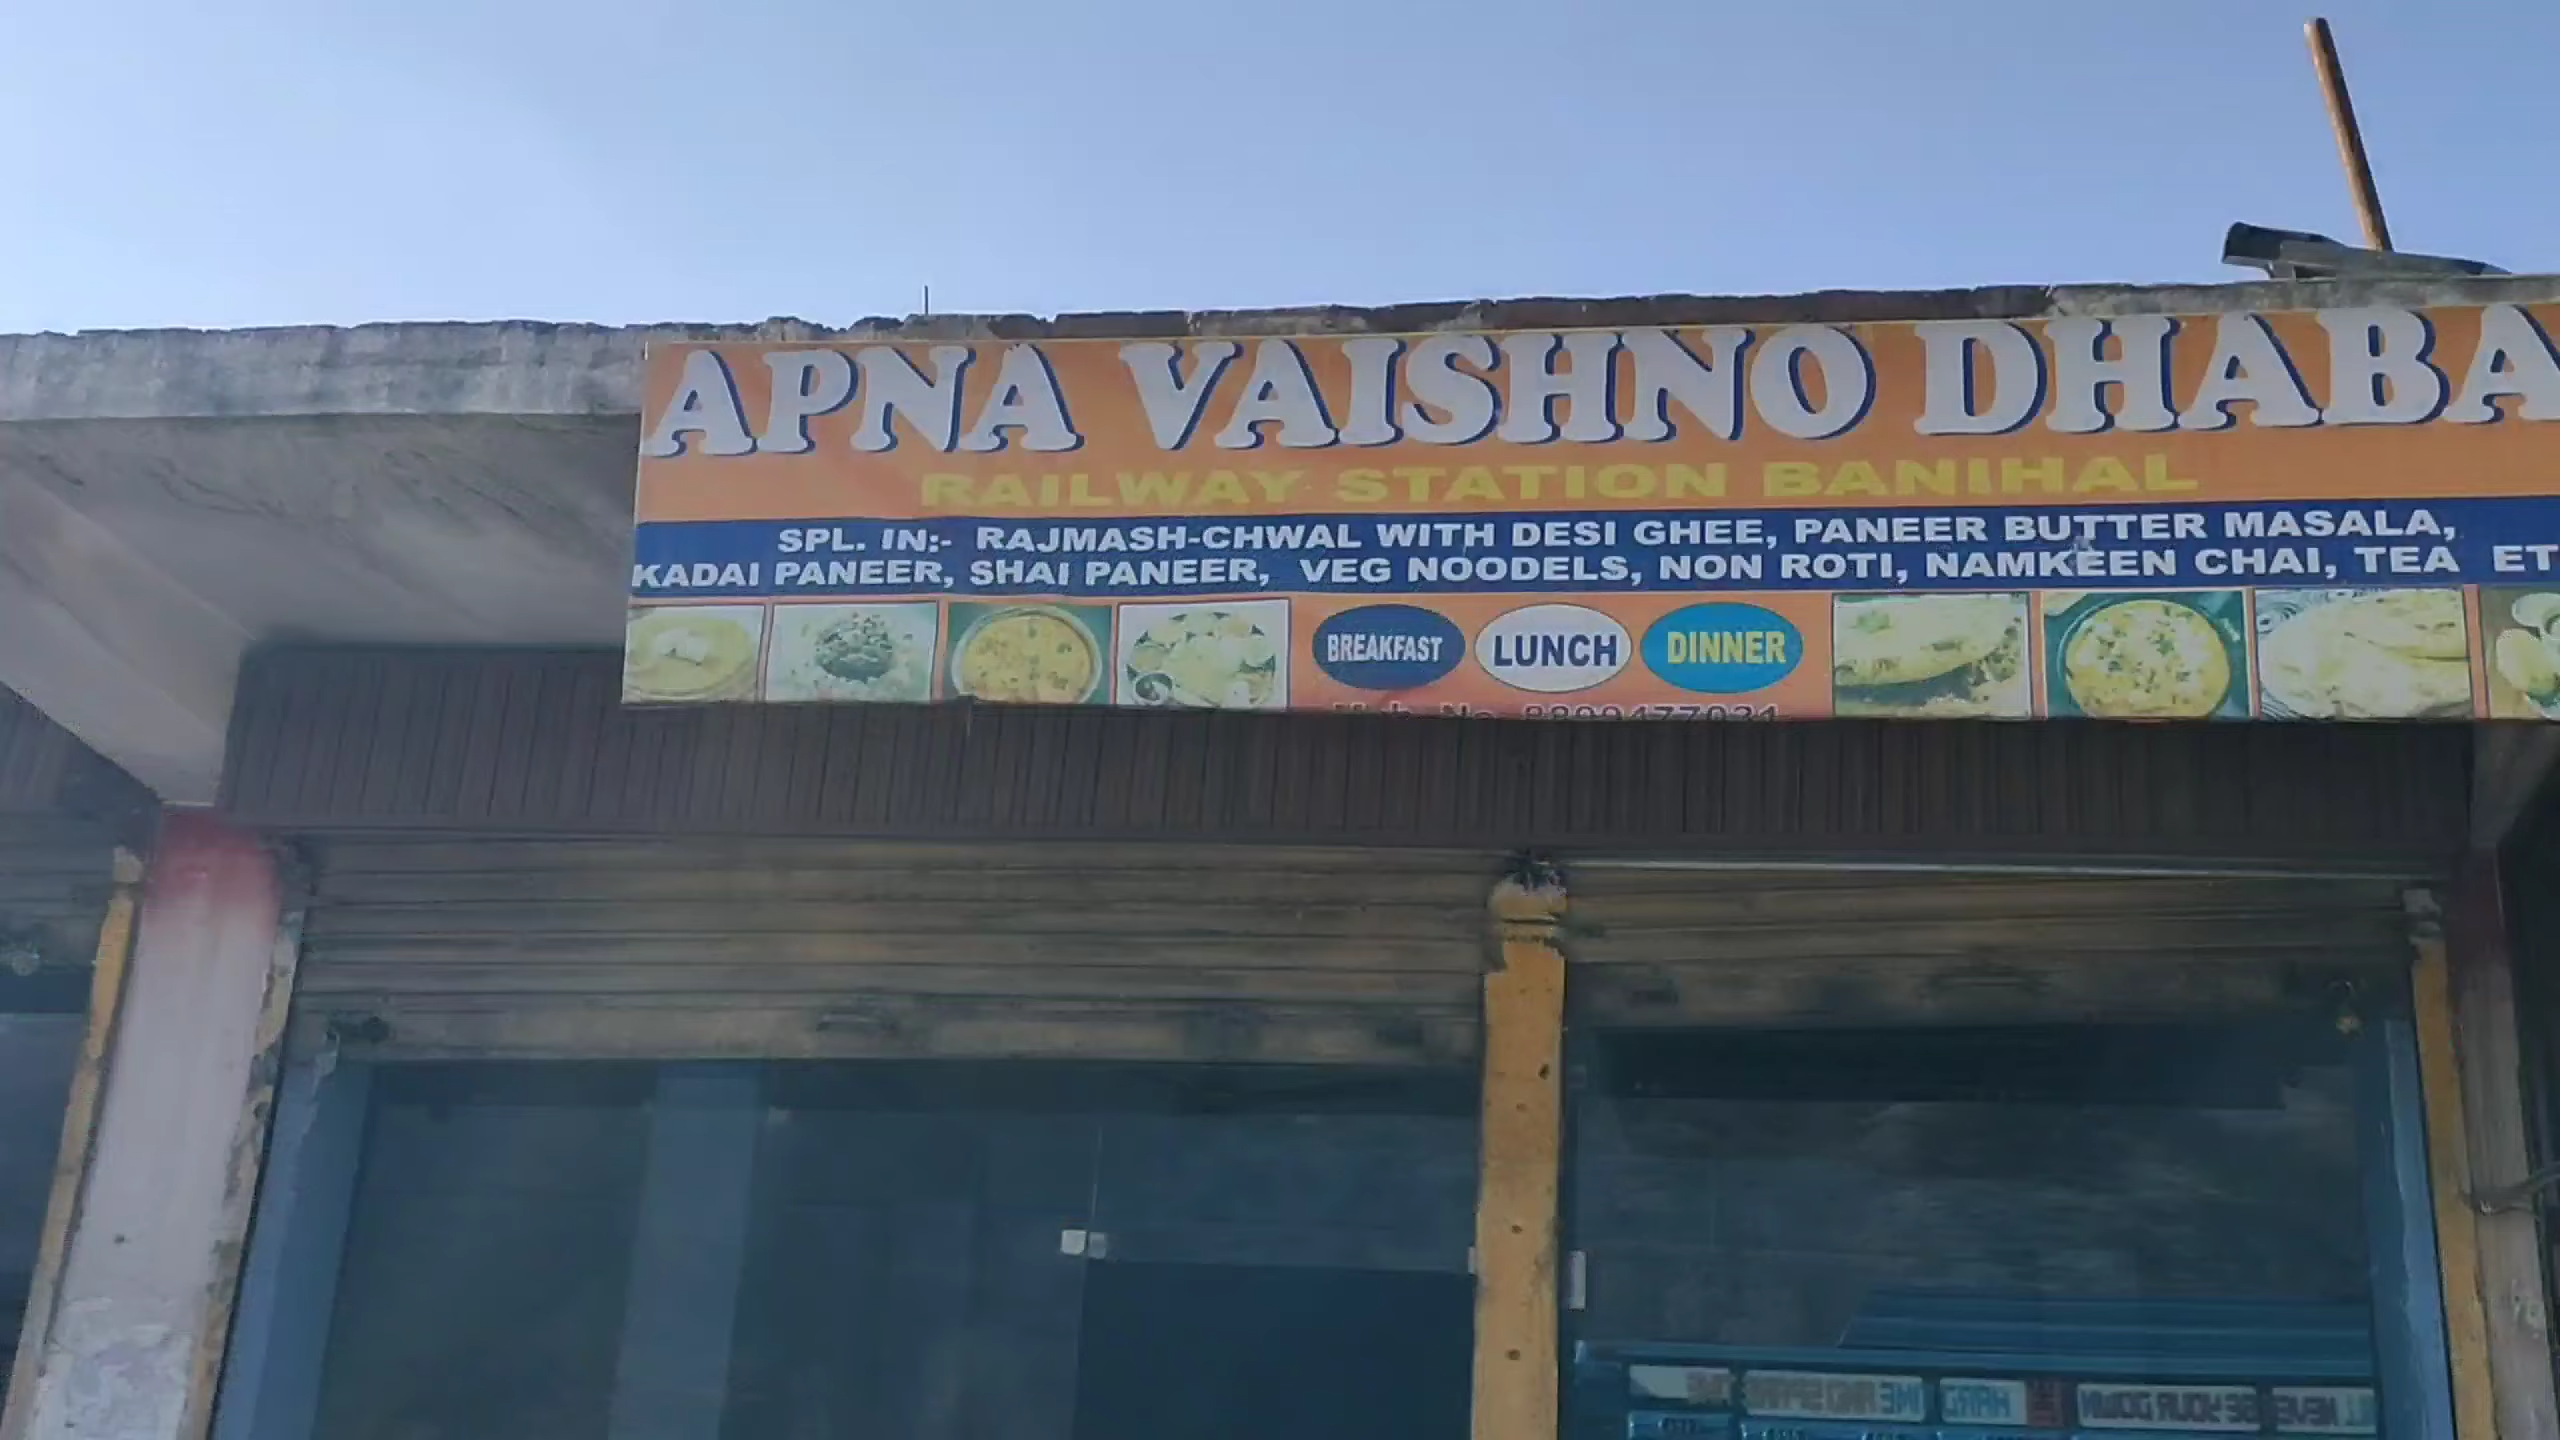 APNA VAISHNO DHABA
RAILWAY STATION BANIHAL
SPL. IN:- RAJMASH-CHWAL WITH DESI GHEE, PANEER BUTTER MASALA,
KADAI PANEER, SHAI PANEER, VEG NOODELS, NON ROTI, NAMKEEN CHAI, TEA ET
BREAKFAST LUNCH DINNER